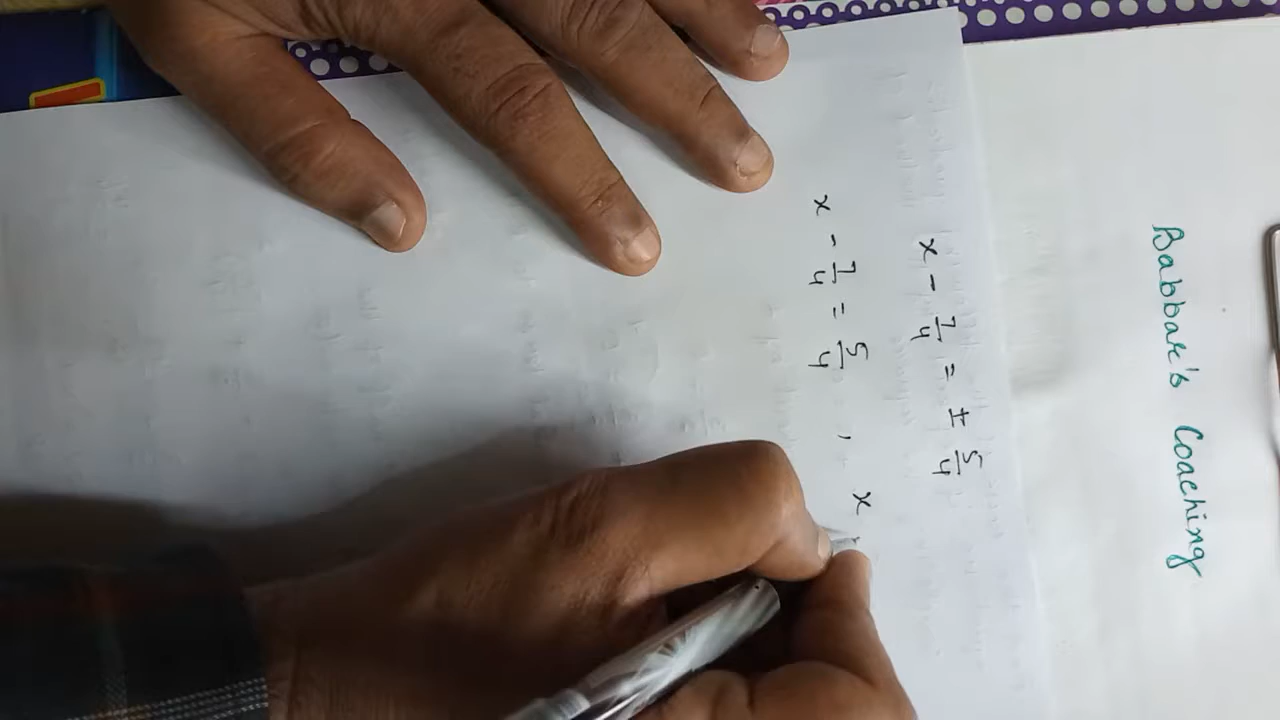 Babbar's Coaching
x - 7/4 = ± 5/4
x - 7/4 = 5/4 , x